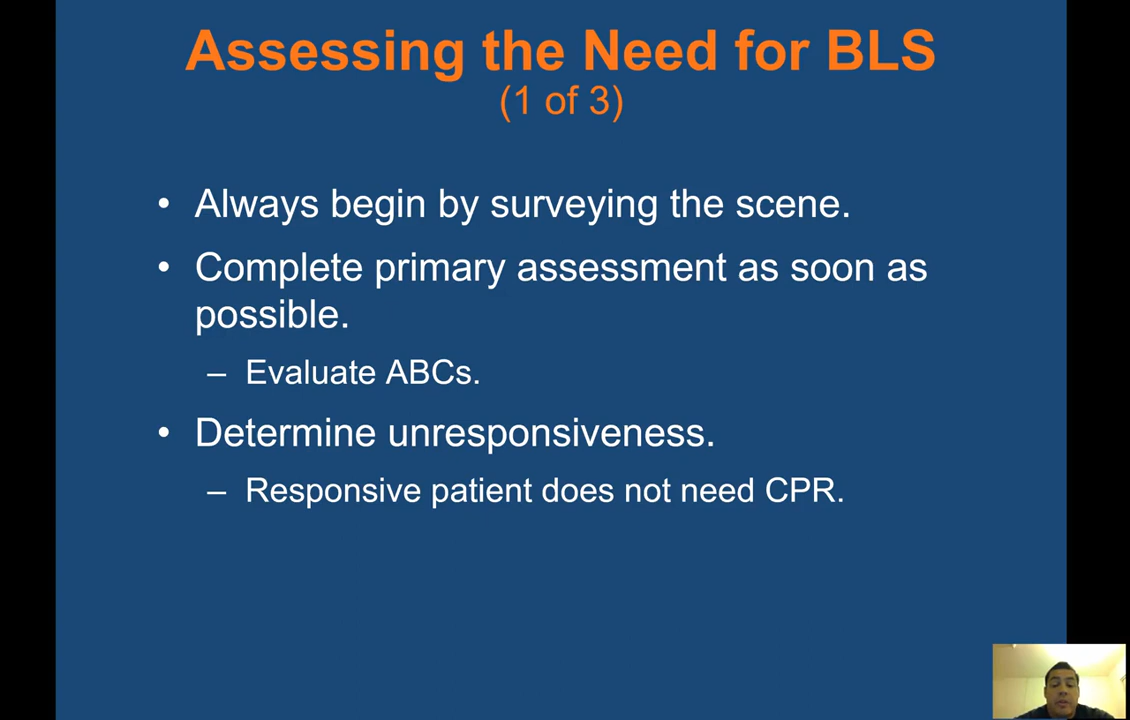 Assessing the Need for BLS
(1 of 3)
• Always begin by surveying the scene.
• Complete primary assessment as soon as
possible.
– Evaluate ABCs.
• Determine unresponsiveness.
– Responsive patient does not need CPR.